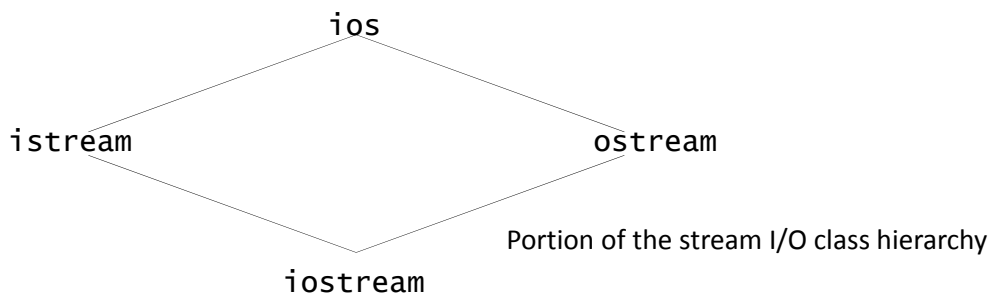 ios
istream ostream
Portion of the stream I/O class hierarchy
iostream